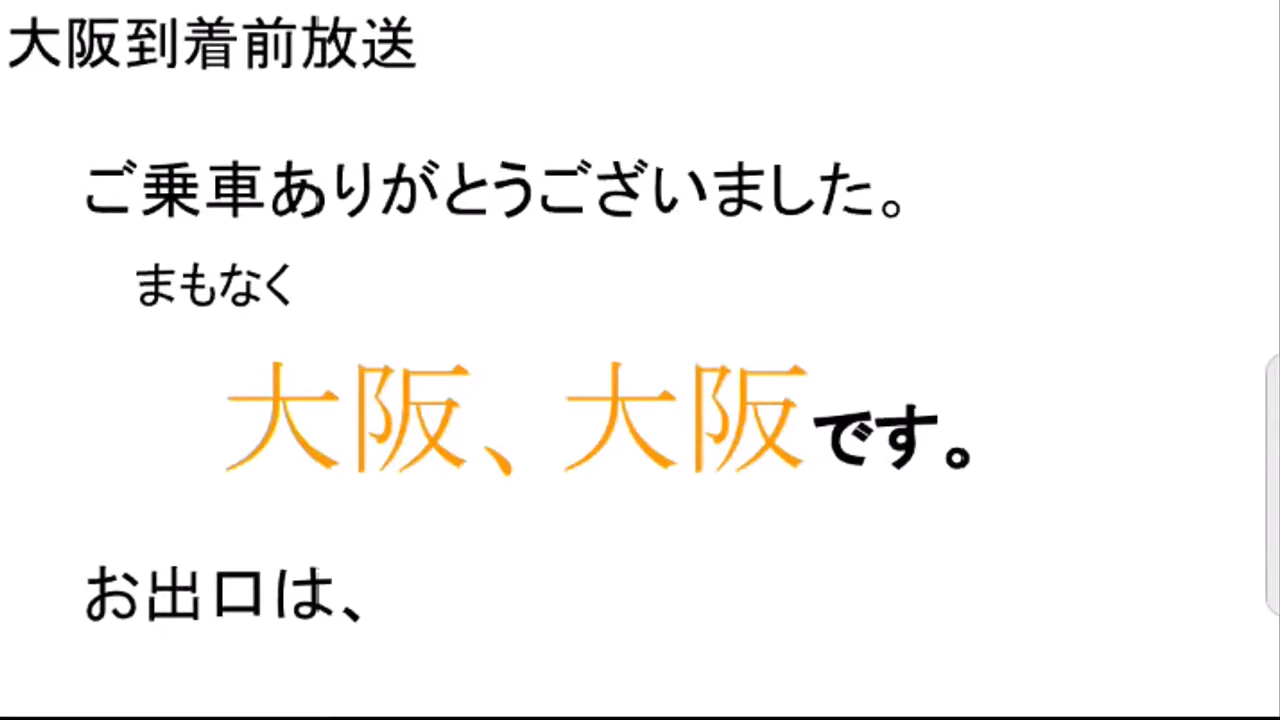 大阪到着前放送
ご乗車ありがとうございました。
まもなく
大阪、大阪です。
お出口は、